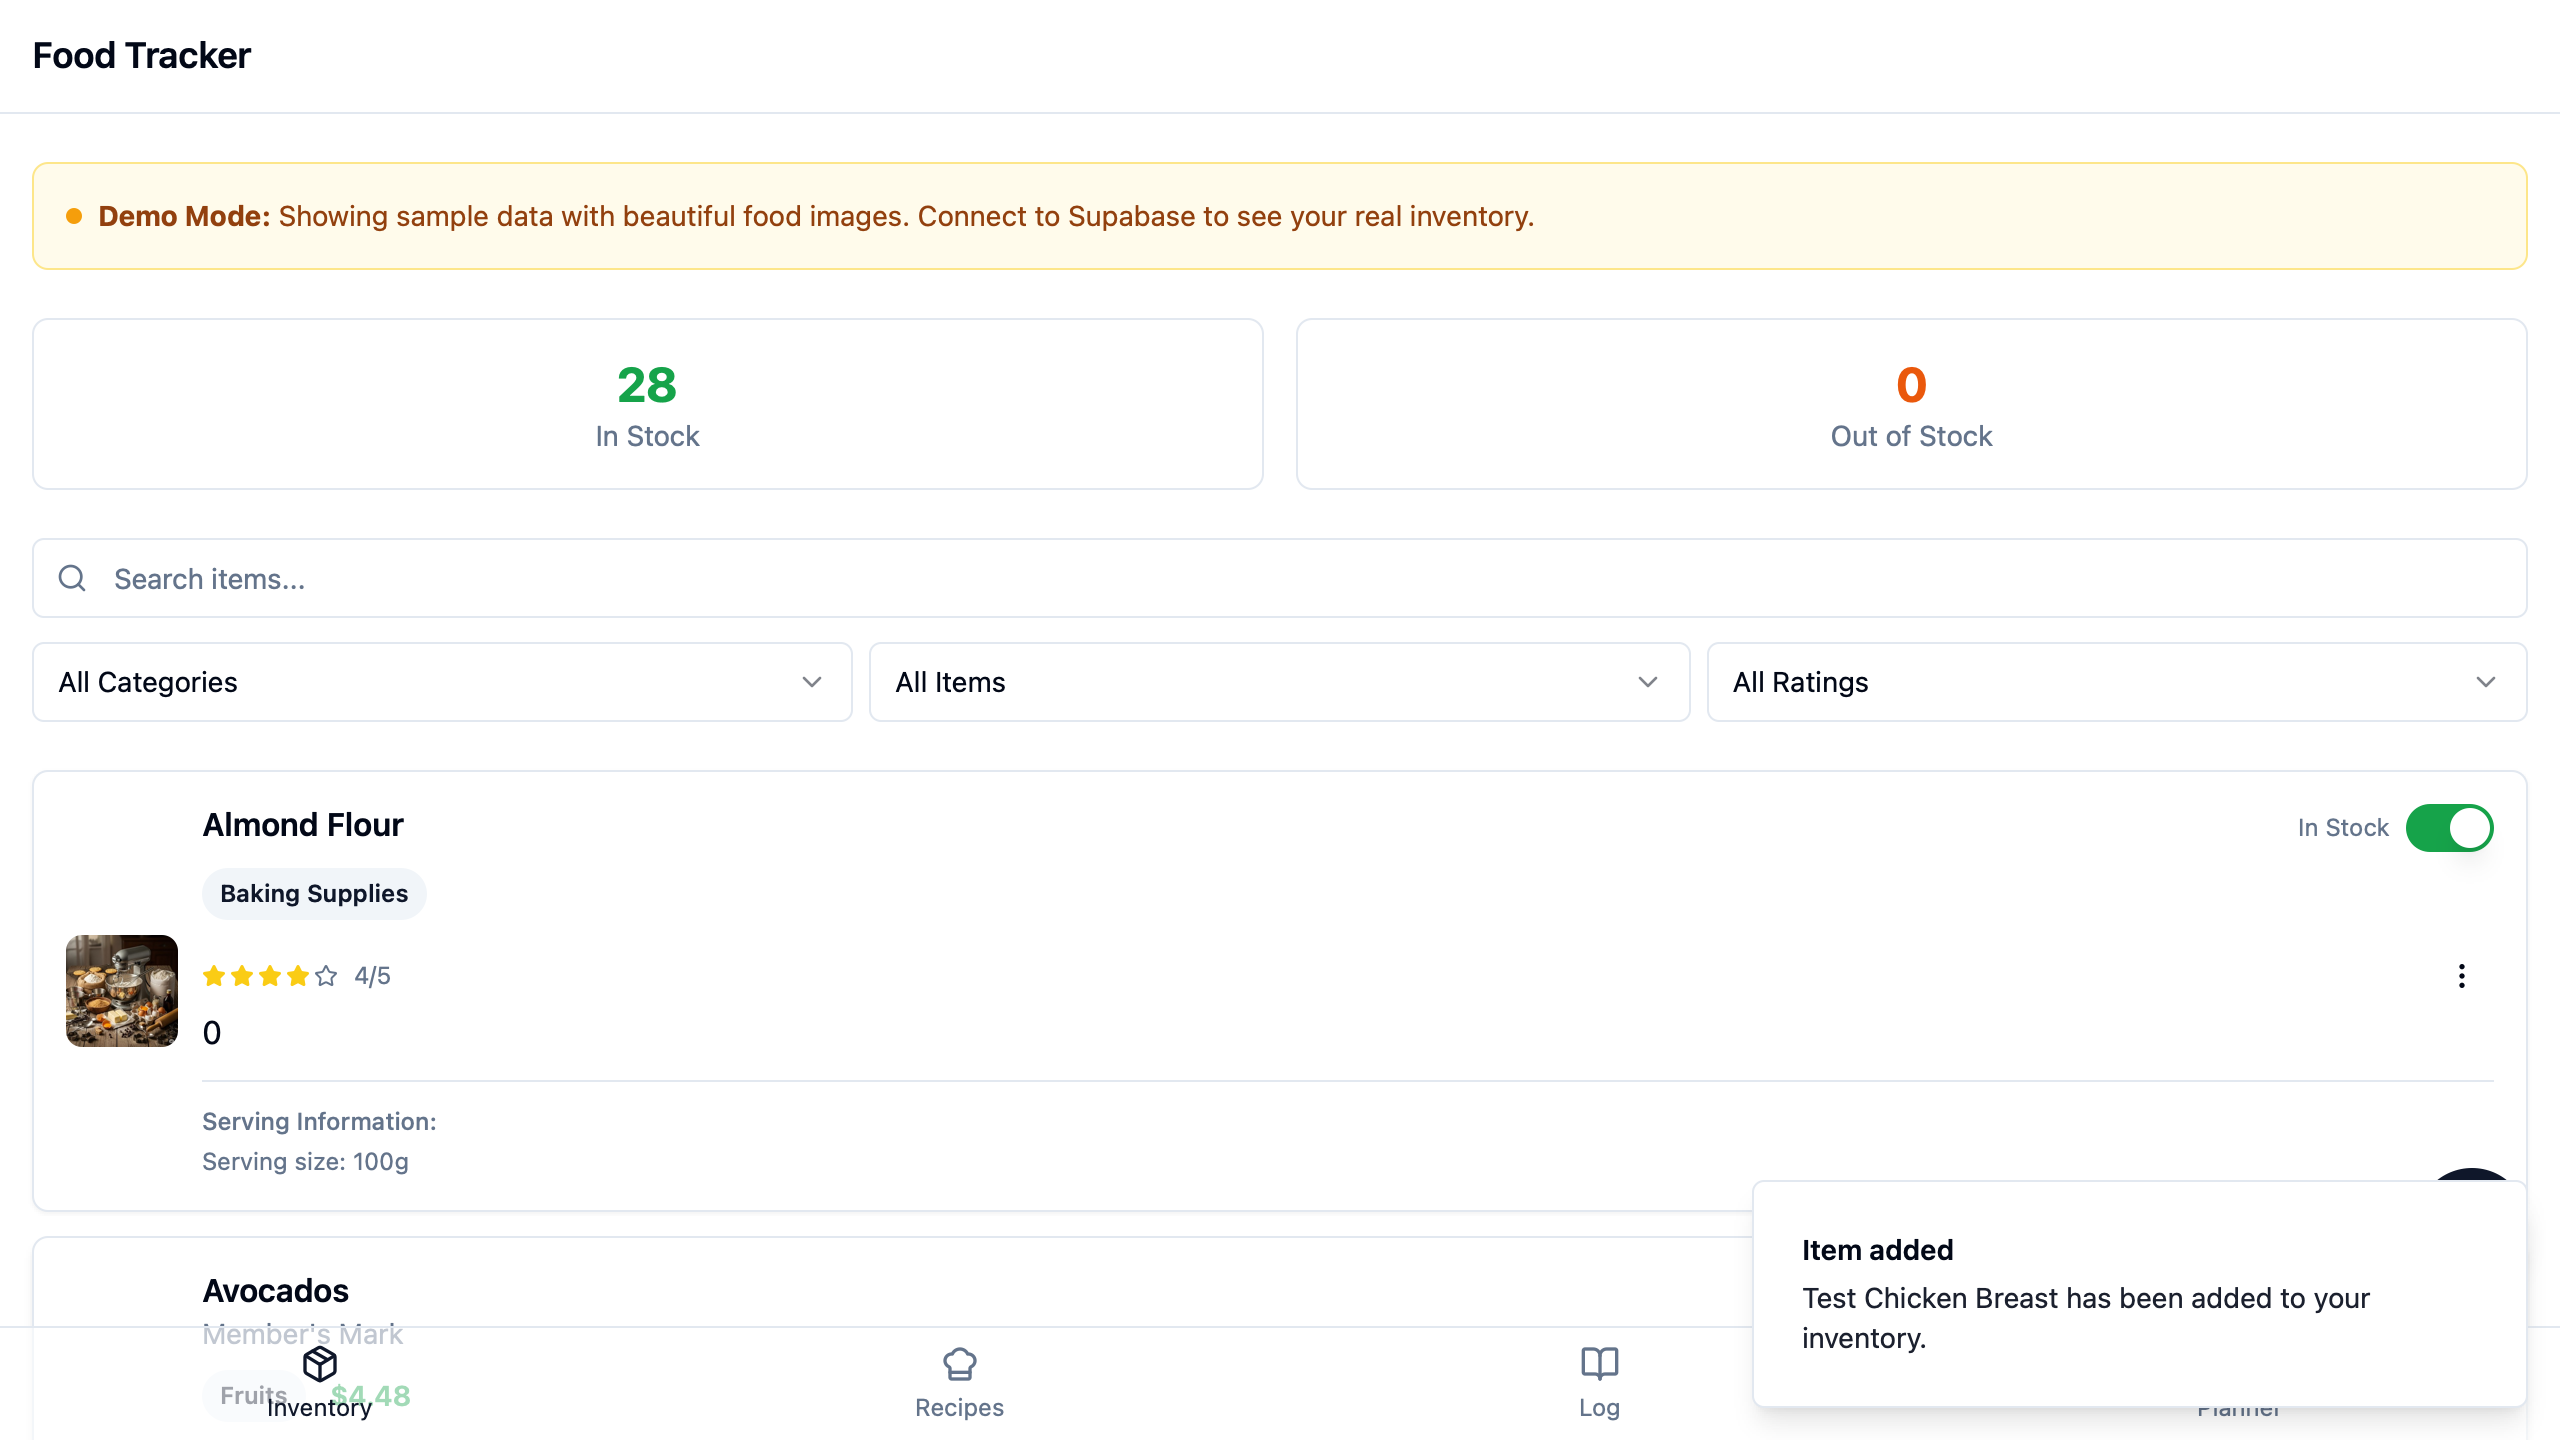 Food Tracker
Demo Mode: Showing sample data with beautiful food images. Connect to Supabase to see your real inventory.
28
In Stock
0
Out of Stock
Search items...
All Categories
All Items
All Ratings
Almond Flour
In Stock
Baking Supplies
4/5
0
Serving Information:
Serving size: 100g
Avocados
Member's Mark
Fruits
$4.48
Item added
Test Chicken Breast has been added to your
inventory.
Inventory
Recipes
Log
Planner